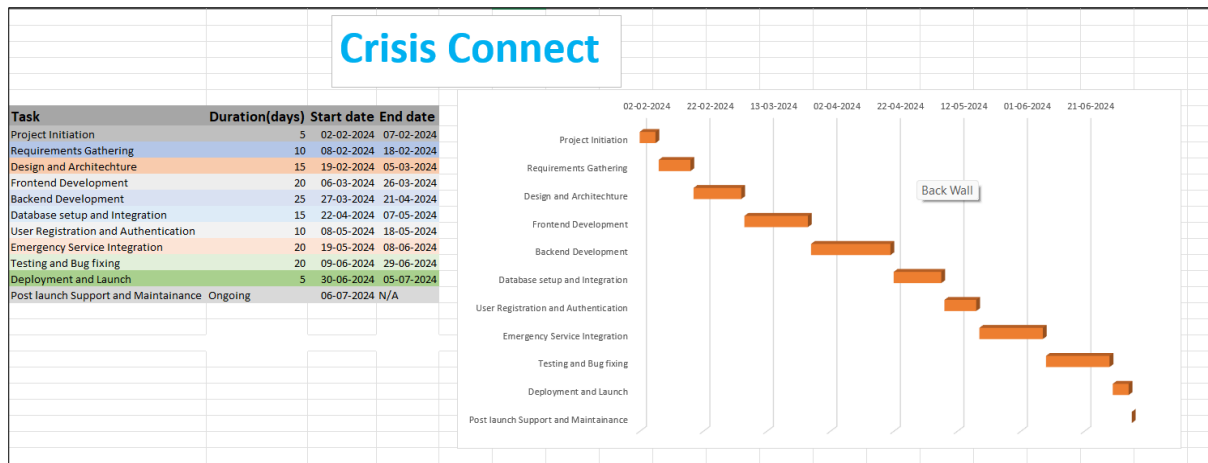 Crisis Connect
Task Duration(days) Start date End date
Project Initiation 5 02-02-2024 07-02-2024
Requirements Gathering 10 08-02-2024 18-02-2024
Design and Architechture 15 19-02-2024 05-03-2024
Frontend Development 20 06-03-2024 26-03-2024
Backend Development 25 27-03-2024 21-04-2024
Database setup and Integration 15 22-04-2024 07-05-2024
User Registration and Authentication 10 08-05-2024 18-05-2024
Emergency Service Integration 20 19-05-2024 08-06-2024
Testing and Bug fixing 20 09-06-2024 29-06-2024
Deployment and Launch 5 30-06-2024 05-07-2024
Post launch Support and Maintainance Ongoing 06-07-2024 N/A
02-02-2024 22-02-2024 13-03-2024 02-04-2024 22-04-2024 12-05-2024 01-06-2024 21-06-2024
Project Initiation
Requirements Gathering
Design and Architechture
Frontend Development
Backend Development
Database setup and Integration
User Registration and Authentication
Emergency Service Integration
Testing and Bug fixing
Deployment and Launch
Post launch Support and Maintainance
Back Wall